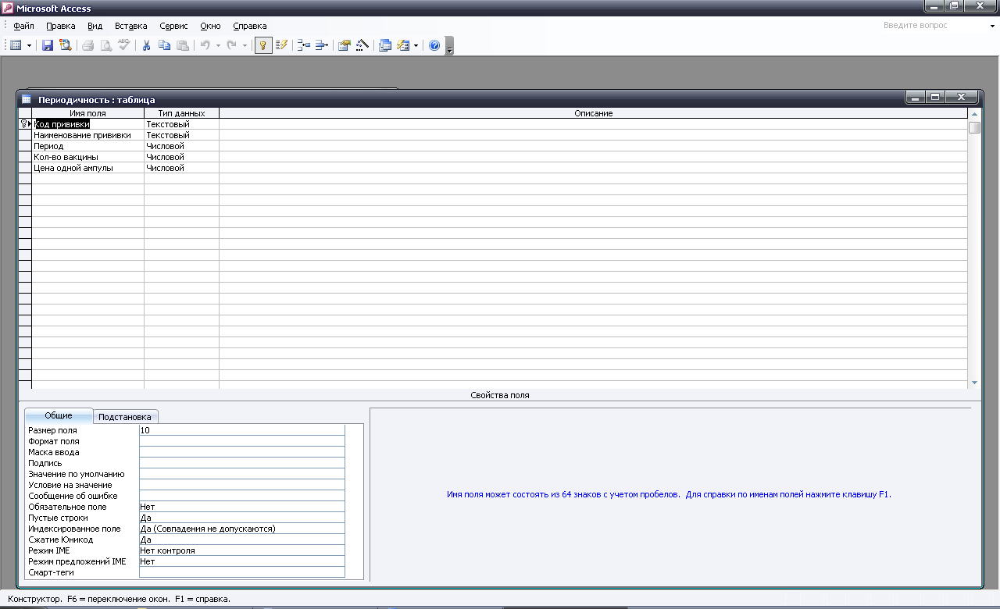 Microsoft Access
Файл Правка Вид Вставка Сервис Окно Справка Введите вопрос
Периодичность : таблица
Имя поля Тип данных Описание
Код прививки Текстовый
Наименование прививки Текстовый
Период Числовой
Кол-во вакцины Числовой
Цена одной ампулы Числовой
Свойства поля
Общие Подстановка
Размер поля 10
Формат поля
Маска ввода
Подпись
Значение по умолчанию
Условие на значение
Сообщение об ошибке
Обязательное поле Нет
Пустые строки Да
Индексированное поле Да (Совпадения не допускаются)
Сжатие Юникод Да
Режим IME Нет контроля
Режим предложений IME Нет
Смарт-теги
Имя поля может состоять из 64 знаков с учетом пробелов. Для справки по именам полей нажмите клавишу F1.
Конструктор. F6 = переключение окон. F1 = справка.